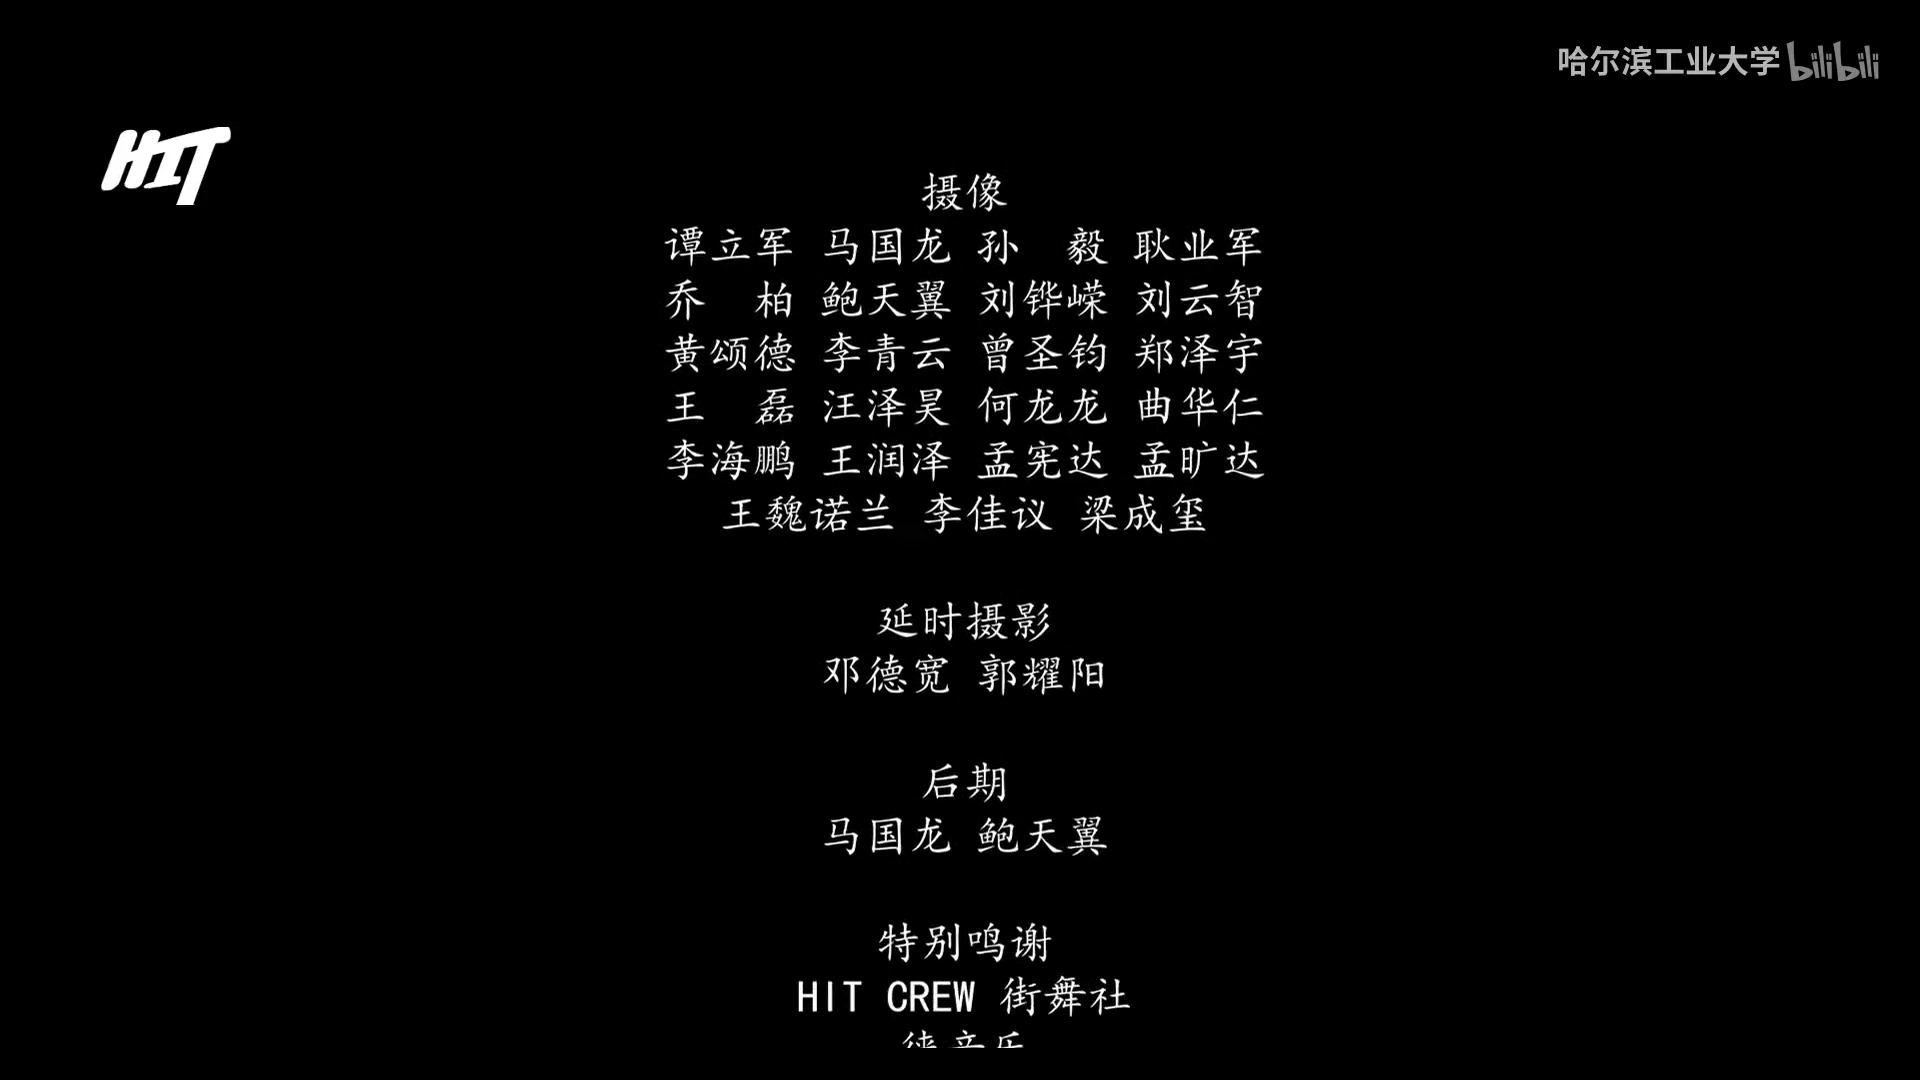 哈尔滨工业大学 bilibili
HIT
摄像
谭立军 马国龙 孙 毅 耿业军
乔 柏 鲍天翼 刘铧嵘 刘云智
黄颂德 李青云 曾圣钧 郑泽宇
王 磊 汪泽昊 何龙龙 曲华仁
李海鹏 王润泽 孟宪达 孟旷达
王魏诺兰 李佳议 梁成玺
延时摄影
邓德宽 郭耀阳
后期
马国龙 鲍天翼
特别鸣谢
HIT CREW 街舞社